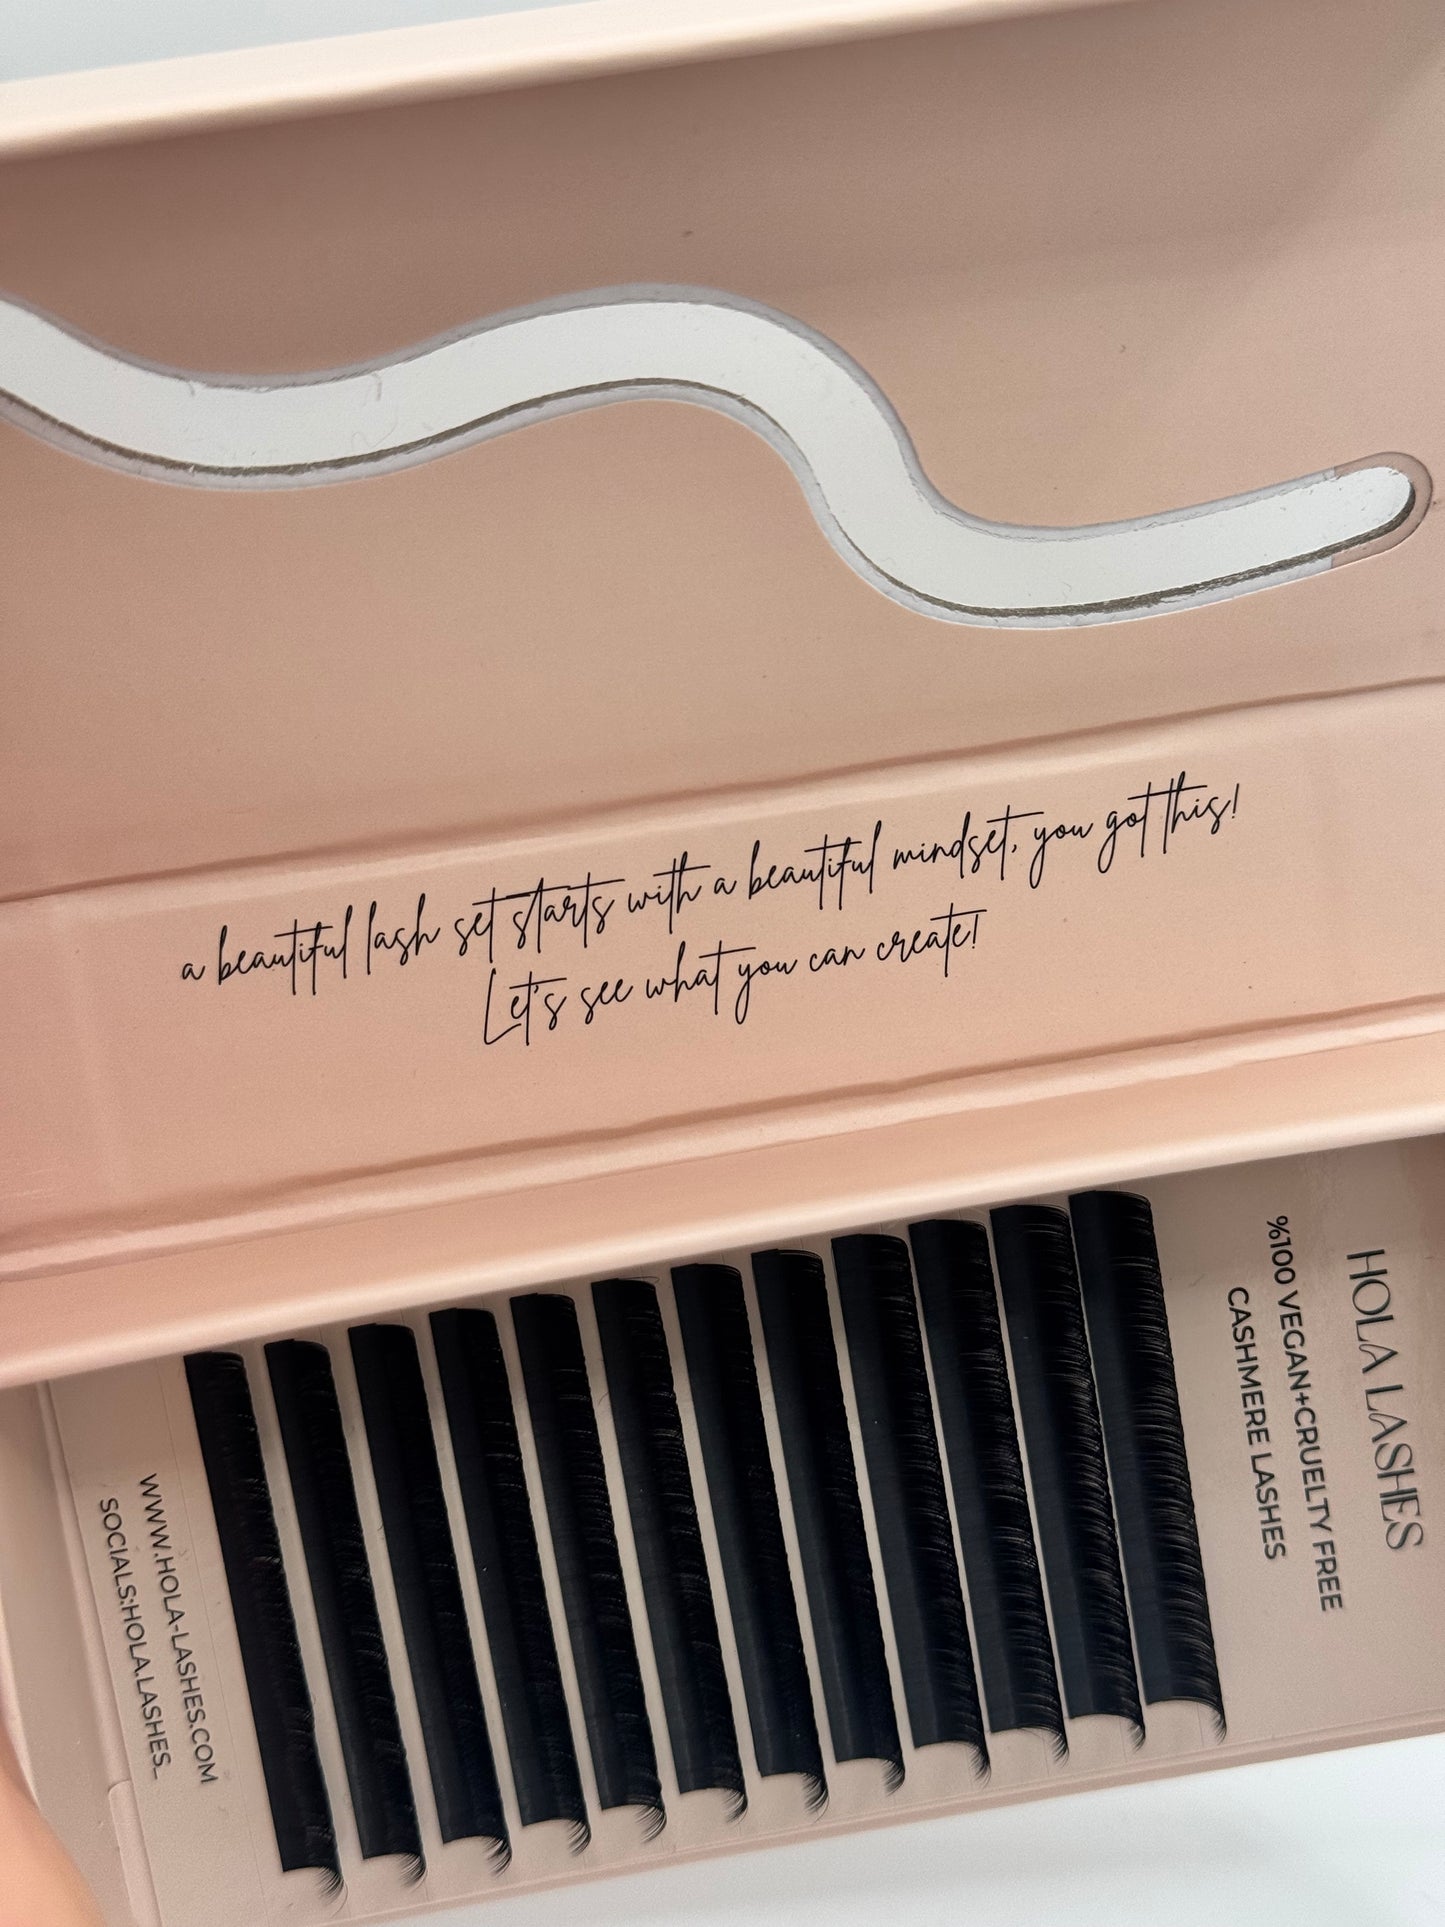 a beautiful lash set starts with a beautiful mindset, you got this!
Let's see what you can create!
HOLA LASHES
%100 VEGAN+CRUELTY FREE
CASHMERE LASHES
WWW.HOLA-LASHES.COM
SOCIALS:HOLA.LASHES_